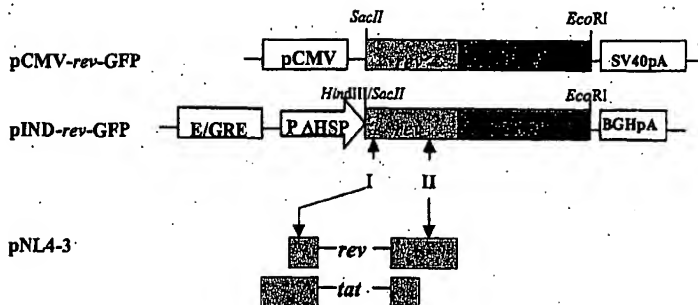 SacII EcoRI
pCMV-rev-GFP pCMV SV40pA
HindIII/SacII EcoRI
pIND-rev-GFP E/GRE P ΔHSP BGHpA
I II
pNL4-3 rev
tat